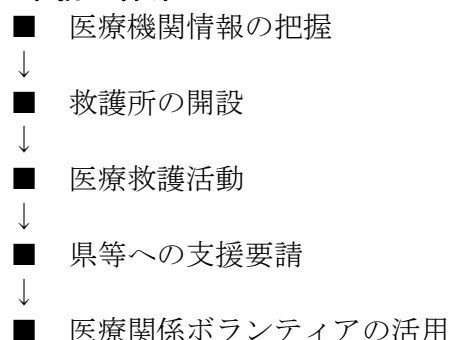 ■ 医療機関情報の把握
↓
■ 救護所の開設
↓
■ 医療救護活動
↓
■ 県等への支援要請
↓
■ 医療関係ボランティアの活用